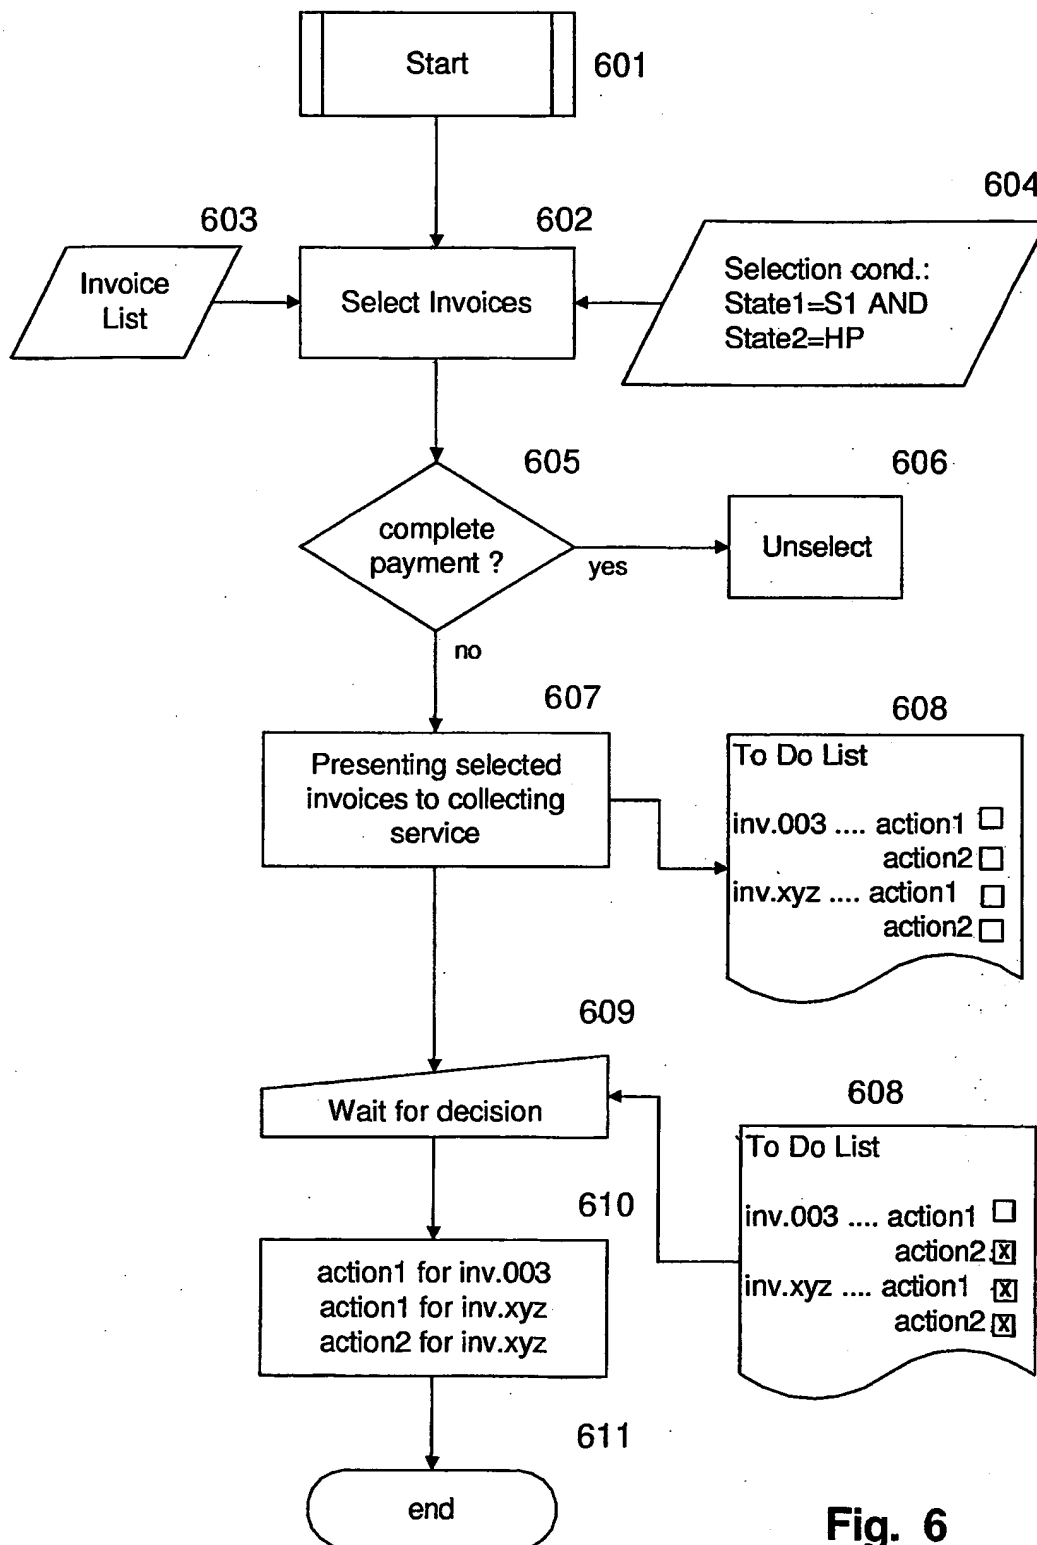 Start
601
604
603
602
Invoice
List
Select Invoices
Selection cond.:
State1=S1 AND
State2=HP
605
606
complete
payment ?
yes
Unselect
no
607
608
Presenting selected
invoices to collecting
service
To Do List
inv.003 .... action1
action2
inv.xyz .... action1
action2
609
Wait for decision
608
To Do List
inv.003 .... action1
action2 X
inv.xyz .... action1 X
action2 X
610
action1 for inv.003
action1 for inv.xyz
action2 for inv.xyz
611
end
Fig. 6